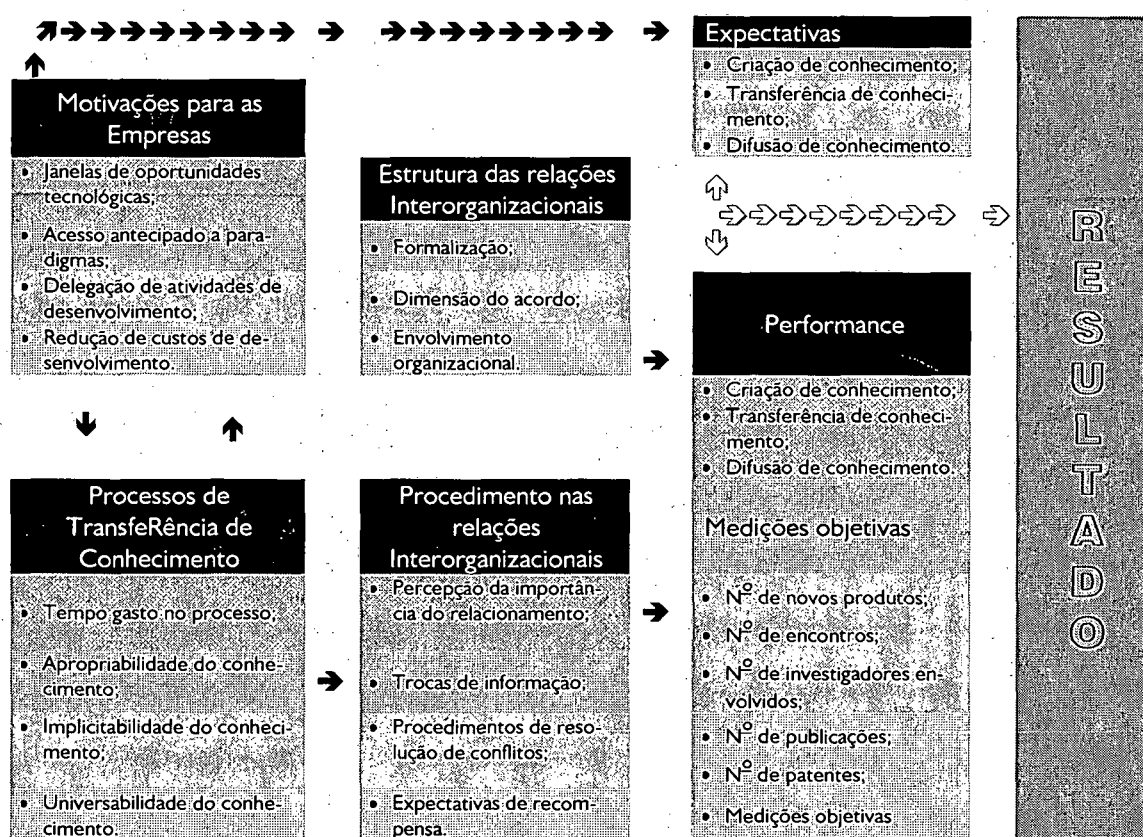 Motivações para as
Empresas
• Janelas de oportunidades
tecnológicas;
• Acesso antecipado a para-
digmas;
• Delegação de atividades de
desenvolvimento;
• Redução de custos de de-
senvolvimento.
Processos de
TransfeRência de
Conhecimento
• Tempo gasto no processo;
• Apropriabilidade do conhe-
cimento;
• Implicitabilidade do conheci-
mento;
• Universabilidade do conhe-
cimento.
Estrutura das relações
Interorganizacionais
• Formalização;
• Dimensão do acordo;
• Envolvimento
organizacional.
Procedimento nas
relações
Interorganizacionais
• Percepção da importân-
cia do relacionamento;
• Trocas de informação;
• Procedimentos de reso-
lução de conflitos;
• Expectativas de recom-
pensa.
Expectativas
• Criação de conhecimento;
• Transferência de conheci-
mento;
• Difusão de conhecimento.
Performance
• Criação de conhecimento;
• Transferência de conheci-
mento;
• Difusão de conhecimento.
Medições objetivas
• Nº de novos produtos;
• Nº de encontros;
• Nº de investigadores en-
volvidos;
• Nº de publicações;
• Nº de patentes;
• Medições objetivas
RESULTADO